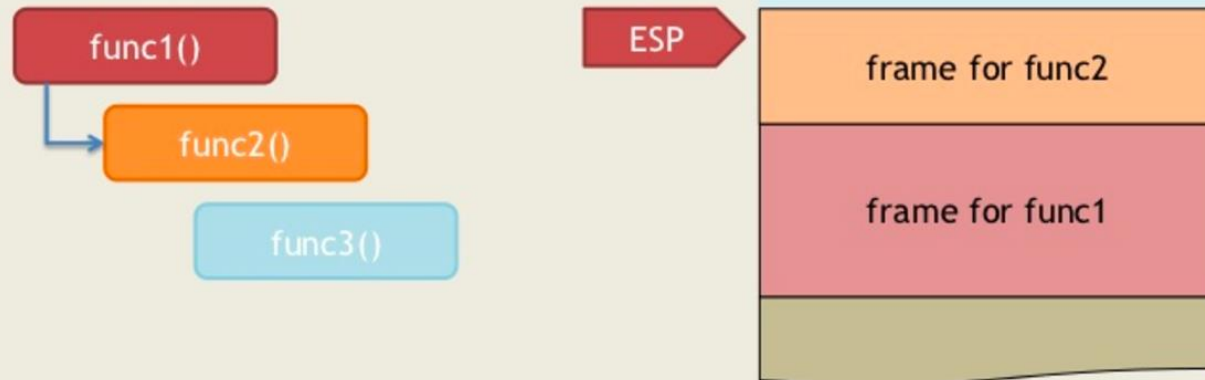 func1()
ESP
frame for func2
func2()
frame for func1
func3()